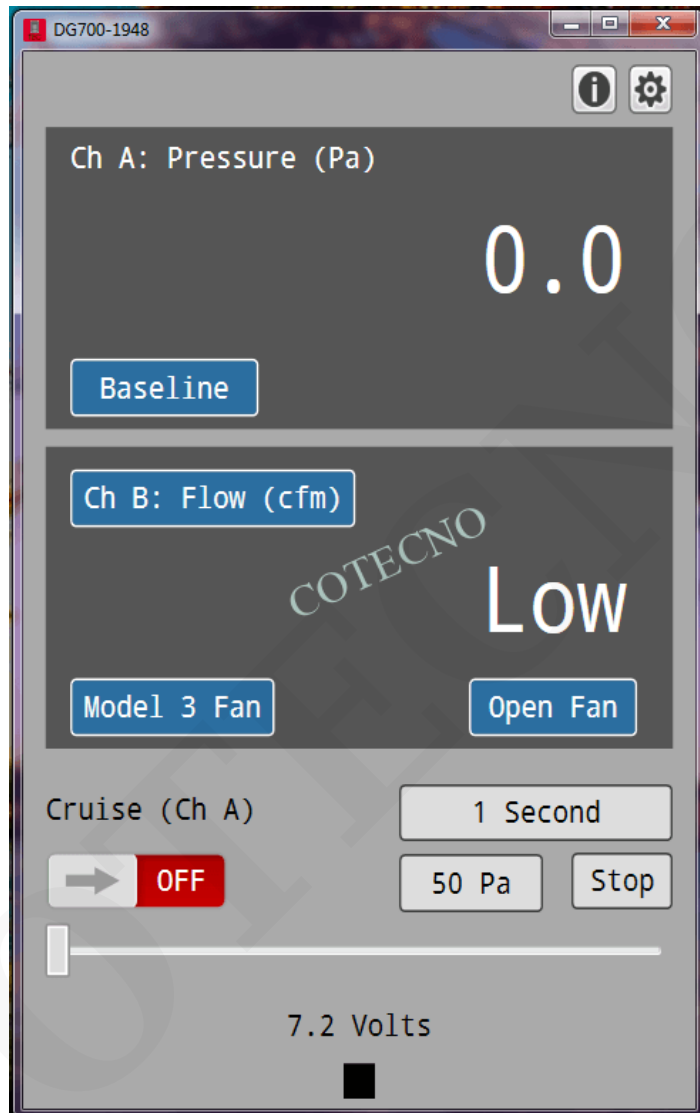 DG700-1948
Ch A: Pressure (Pa)
0.0
Baseline
Ch B: Flow (cfm)
COTECNO
Low
Model 3 Fan
Open Fan
Cruise (Ch A)
1 Second
OFF
50 Pa
Stop
7.2 Volts